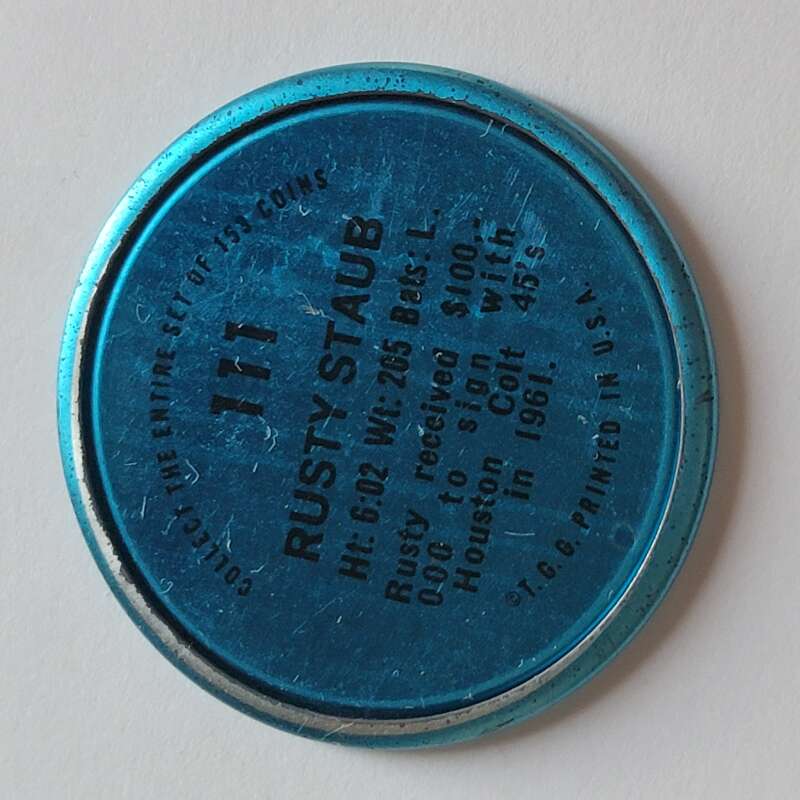 COLLECT THE ENTIRE SET OF 153 COINS
111
RUSTY STAUB
Ht: 6:02 Wt: 205 Bats: L.
Rusty received $100,-
000 to sign with
Houston Colt 45's
in 1961.
©T.C.G. PRINTED IN U.S.A.